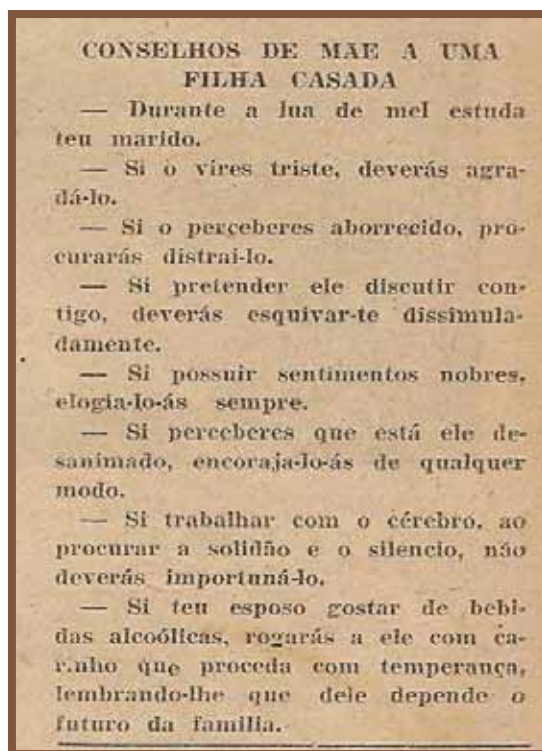 CONSELHOS DE MÃE A UMA
FILHA CASADA
— Durante a lua de mel estuda
teu marido.
— Si o vires triste, deverás agra-
dá-lo.
— Si o perceberes aborrecido, pro-
curarás distrai-lo.
— Si pretender ele discutir con-
tigo, deverás esquivar-te dissimula-
damente.
— Si possuir sentimentos nobres,
elogia-lo-ás sempre.
— Si perceberes que está ele de-
sanimado, encoraja-lo-ás de qualquer
modo.
— Si trabalhar com o cérebro, ao
procurar a solidão e o silencio, não
deverás importuná-lo.
— Si teu esposo gostar de bebi-
das alcoólicas, rogarás a ele com ca-
rinho que proceda com temperança,
lembrando-lhe que dele depende o
futuro da familia.